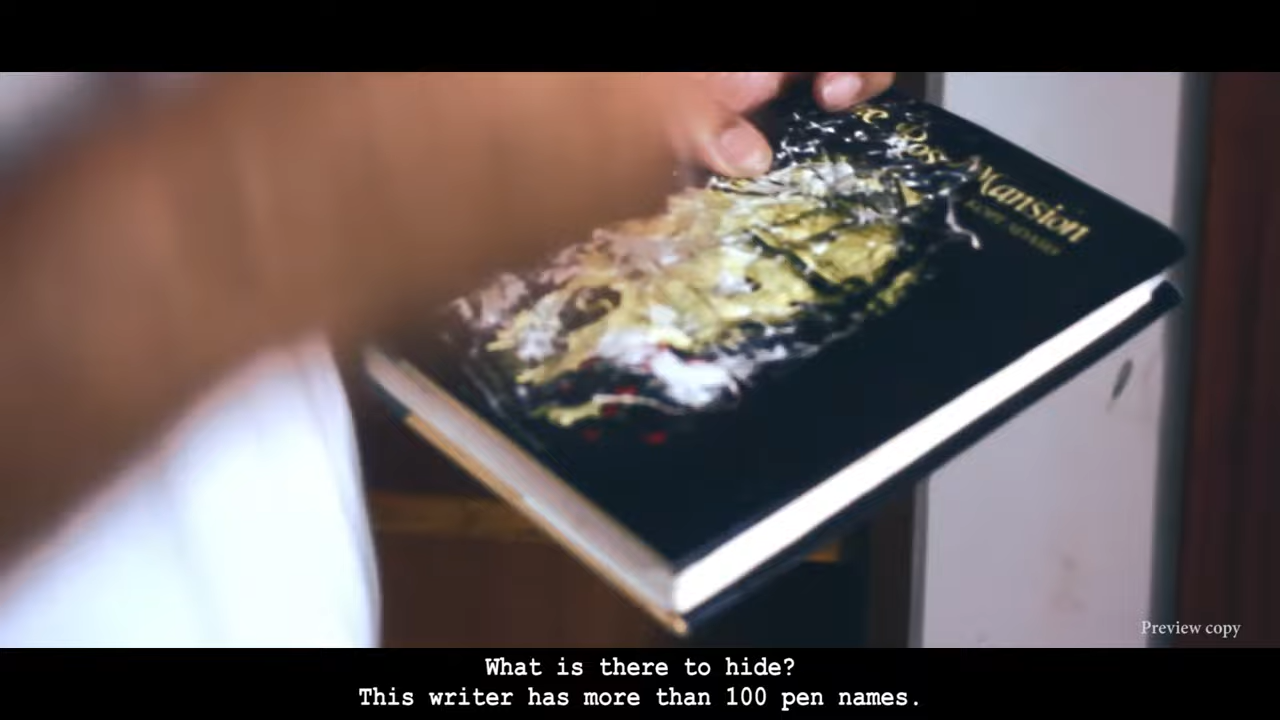 Mansion
Preview copy
What is there to hide?
This writer has more than 100 pen names.